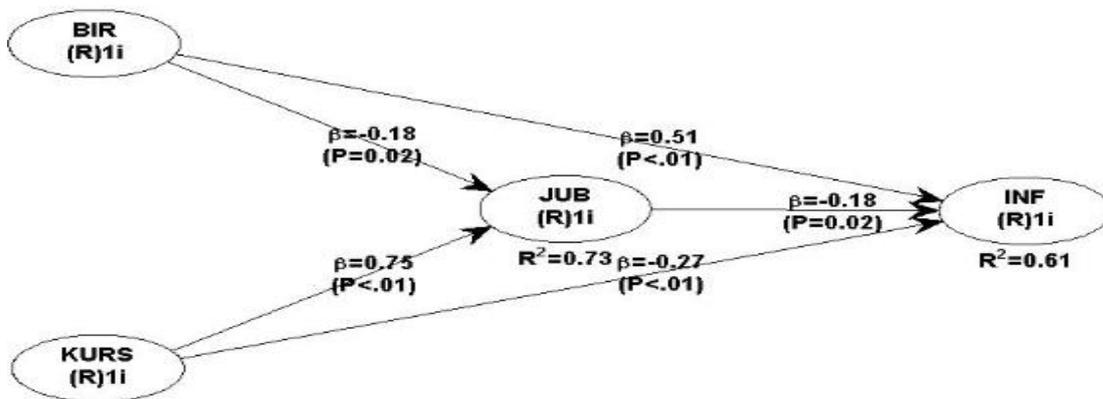 BIR
(R)1i
β=-0.18
(P=0.02)
β=0.51
(P<.01)
JUB
(R)1i
R²=0.73
β=-0.18
(P=0.02)
INF
(R)1i
R²=0.61
β=0.75
(P<.01)
β=-0.27
(P<.01)
KURS
(R)1i